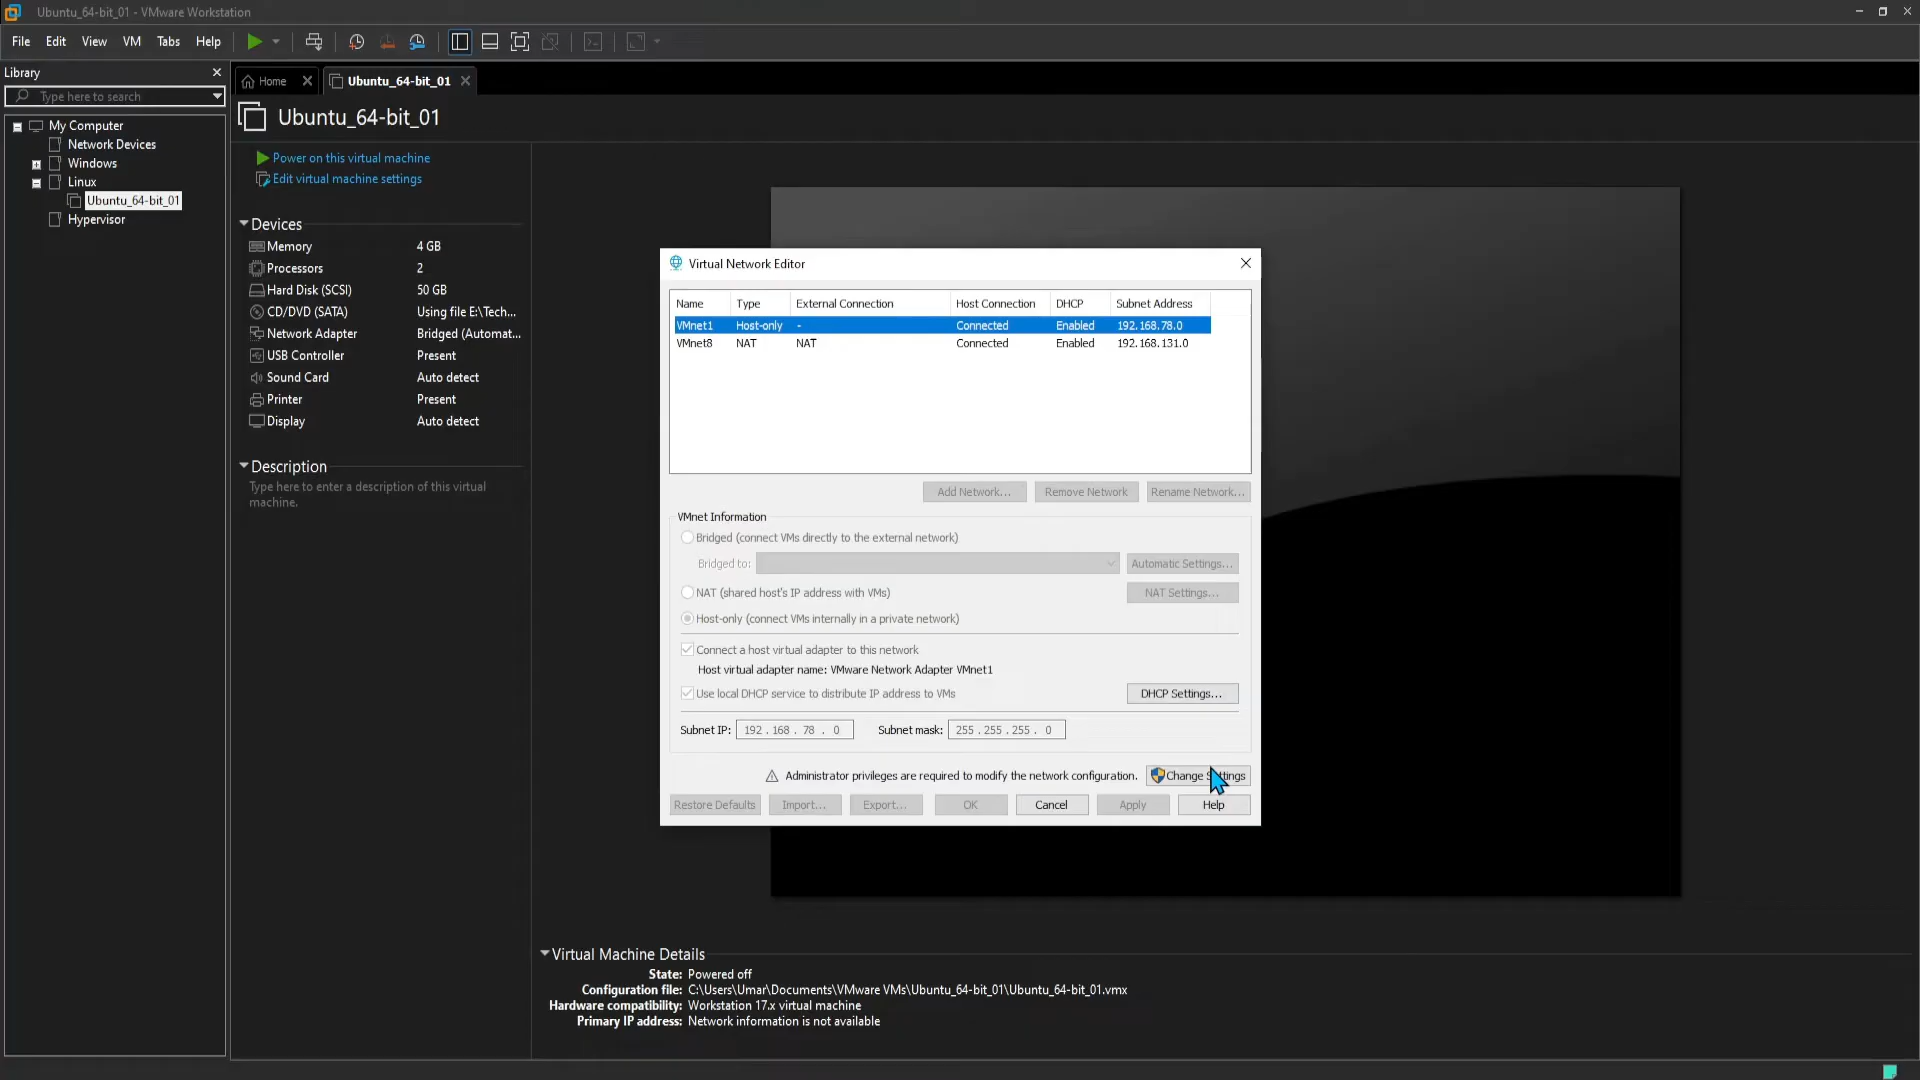 Ubuntu_64-bit_01 - VMware Workstation
File Edit View VM Tabs Help
Library
Type here to search
My Computer
Network Devices
Windows
Linux
Ubuntu_64-bit_01
Hypervisor
Home
Ubuntu_64-bit_01
Ubuntu_64-bit_01
Power on this virtual machine
Edit virtual machine settings
Devices
Memory 4 GB
Processors 2
Hard Disk (SCSI) 50 GB
CD/DVD (SATA) Using file E:\Tech...
Network Adapter Bridged (Automat...
USB Controller Present
Sound Card Auto detect
Printer Present
Display Auto detect
Description
Type here to enter a description of this virtual
machine.
Virtual Network Editor
Name Type External Connection Host Connection DHCP Subnet Address
VMnet1 Host-only - Connected Enabled 192.168.78.0
VMnet8 NAT NAT Connected Enabled 192.168.131.0
Add Network... Remove Network Rename Network...
VMnet Information
Bridged (connect VMs directly to the external network)
Bridged to: Automatic Settings...
NAT (shared host's IP address with VMs) NAT Settings...
Host-only (connect VMs internally in a private network)
Connect a host virtual adapter to this network
Host virtual adapter name: VMware Network Adapter VMnet1
Use local DHCP service to distribute IP address to VMs DHCP Settings...
Subnet IP: 192 . 168 . 78 . 0 Subnet mask: 255 . 255 . 255 . 0
Administrator privileges are required to modify the network configuration. Change Settings
Restore Defaults Import... Export... OK Cancel Apply Help
Virtual Machine Details
State: Powered off
Configuration file: C:\Users\Umar\Documents\VMware VMs\Ubuntu_64-bit_01\Ubuntu_64-bit_01.vmx
Hardware compatibility: Workstation 17.x virtual machine
Primary IP address: Network information is not available